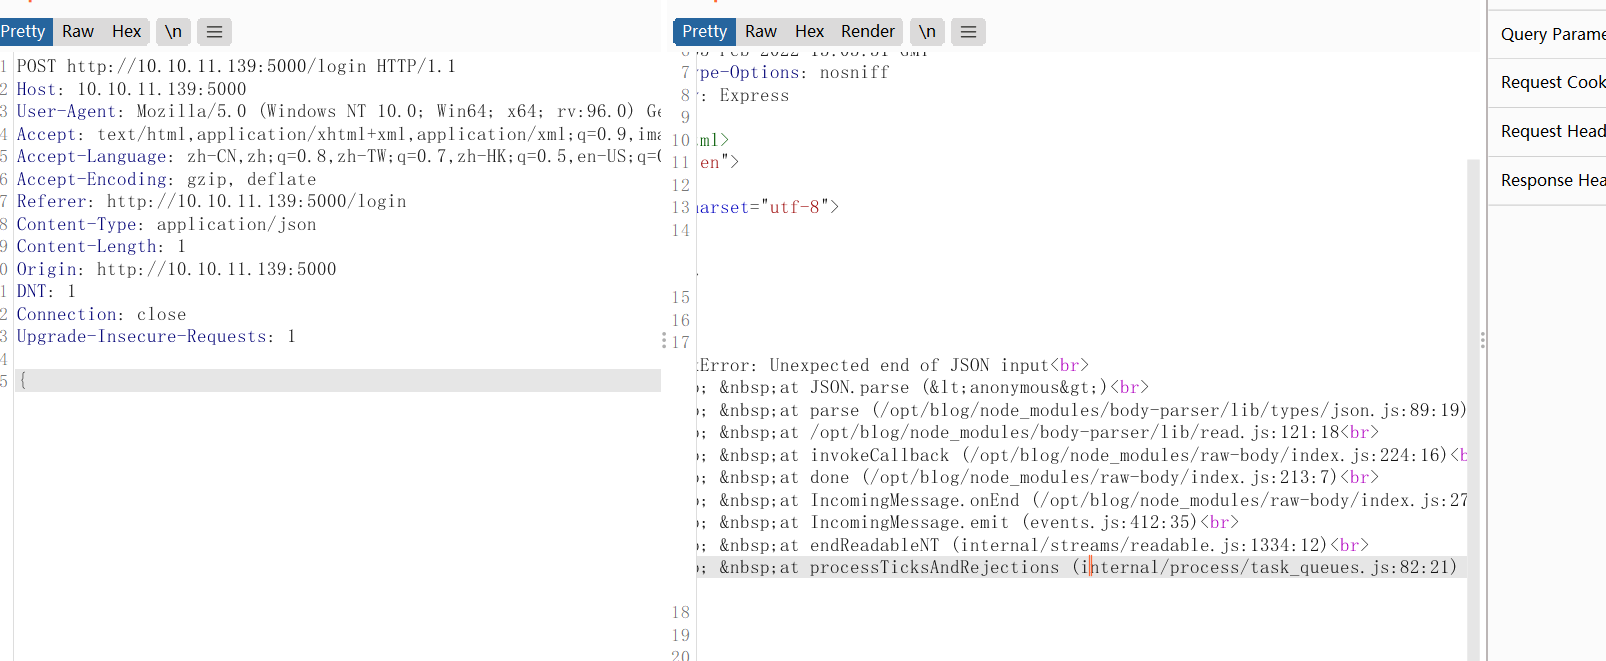 Pretty Raw Hex \n
1 POST http://10.10.11.139:5000/login HTTP/1.1
2 Host: 10.10.11.139:5000
3 User-Agent: Mozilla/5.0 (Windows NT 10.0; Win64; x64; rv:96.0) Ge
4 Accept: text/html,application/xhtml+xml,application/xml;q=0.9,ima
5 Accept-Language: zh-CN,zh;q=0.8,zh-TW;q=0.7,zh-HK;q=0.5,en-US;q=0
6 Accept-Encoding: gzip, deflate
7 Referer: http://10.10.11.139:5000/login
8 Content-Type: application/json
9 Content-Length: 1
0 Origin: http://10.10.11.139:5000
1 DNT: 1
2 Connection: close
3 Upgrade-Insecure-Requests: 1
4
5 {
Pretty Raw Hex Render \n
6 03 Feb 2022 13:03:31 GMT
7 pe-Options: nosniff
8 : Express
9
10 ml>
11 en">
12
13 arset="utf-8">
14
15
16
17
Error: Unexpected end of JSON input<br>
; &nbsp;at JSON.parse (&lt;anonymous&gt;)<br>
; &nbsp;at parse (/opt/blog/node_modules/body-parser/lib/types/json.js:89:19)
; &nbsp;at /opt/blog/node_modules/body-parser/lib/read.js:121:18<br>
; &nbsp;at invokeCallback (/opt/blog/node_modules/raw-body/index.js:224:16)<b
; &nbsp;at done (/opt/blog/node_modules/raw-body/index.js:213:7)<br>
; &nbsp;at IncomingMessage.onEnd (/opt/blog/node_modules/raw-body/index.js:27
; &nbsp;at IncomingMessage.emit (events.js:412:35)<br>
; &nbsp;at endReadableNT (internal/streams/readable.js:1334:12)<br>
; &nbsp;at processTicksAndRejections (internal/process/task_queues.js:82:21)
18
19
20
Query Parame
Request Cook
Request Head
Response Hea